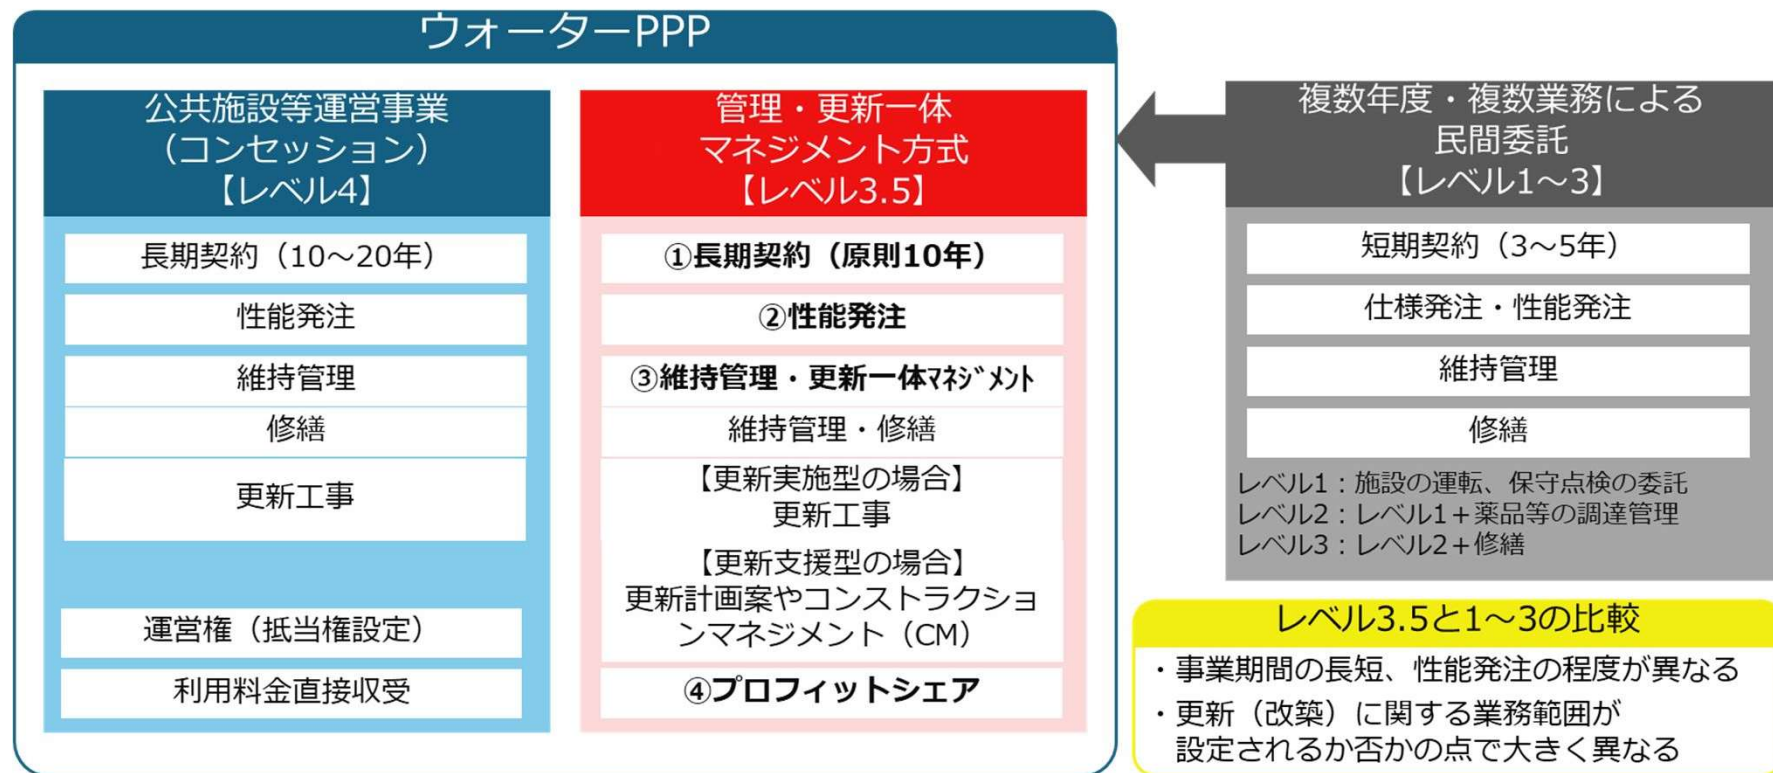 ウォーターPPP
公共施設等運営事業
（コンセッション）
【レベル4】
長期契約（10～20年）
性能発注
維持管理
修繕
更新工事
運営権（抵当権設定）
利用料金直接収受
管理・更新一体
マネジメント方式
【レベル3.5】
①長期契約（原則10年）
②性能発注
③維持管理・更新一体ﾏﾈｼﾞﾒﾝﾄ
維持管理・修繕
【更新実施型の場合】
更新工事
【更新支援型の場合】
更新計画案やコンストラクショ
ンマネジメント（CM）
④プロフィットシェア
複数年度・複数業務による
民間委託
【レベル1～3】
短期契約（3～5年）
仕様発注・性能発注
維持管理
修繕
レベル1：施設の運転、保守点検の委託
レベル2：レベル1＋薬品等の調達管理
レベル3：レベル2＋修繕
レベル3.5と1～3の比較
・事業期間の長短、性能発注の程度が異なる
・更新（改築）に関する業務範囲が
設定されるか否かの点で大きく異なる